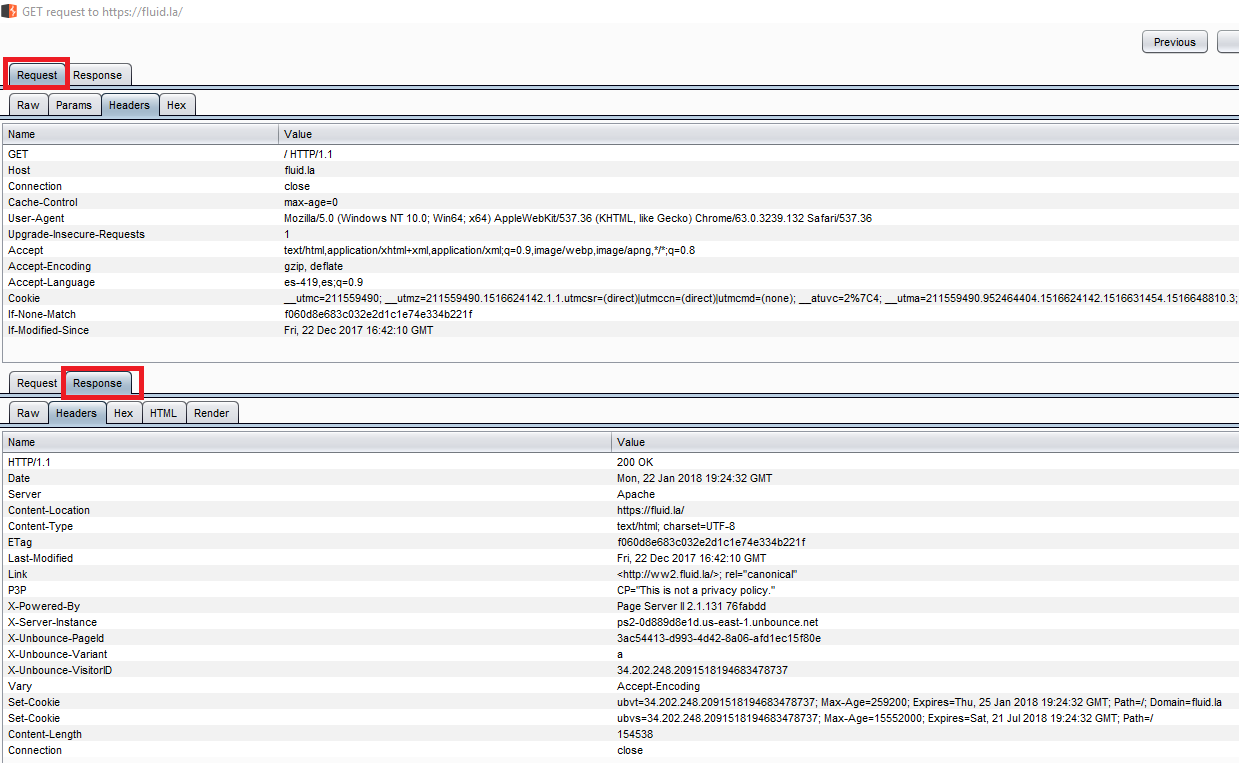 GET request to https://fluid.la/
Previous
Request Response
Raw Params Headers Hex
Name Value
GET / HTTP/1.1
Host fluid.la
Connection close
Cache-Control max-age=0
User-Agent Mozilla/5.0 (Windows NT 10.0; Win64; x64) AppleWebKit/537.36 (KHTML, like Gecko) Chrome/63.0.3239.132 Safari/537.36
Upgrade-Insecure-Requests 1
Accept text/html,application/xhtml+xml,application/xml;q=0.9,image/webp,image/apng,*/*;q=0.8
Accept-Encoding gzip, deflate
Accept-Language es-419,es;q=0.9
Cookie __utmc=211559490; __utmz=211559490.1516624142.1.1.utmcsr=(direct)|utmccn=(direct)|utmcmd=(none); __atuvc=2%7C4; __utma=211559490.952464404.1516624142.1516631454.1516648810.3;
If-None-Match f060d8e683c032e2d1c1e74e334b221f
If-Modified-Since Fri, 22 Dec 2017 16:42:10 GMT
Request Response
Raw Headers Hex HTML Render
Name Value
HTTP/1.1 200 OK
Date Mon, 22 Jan 2018 19:24:32 GMT
Server Apache
Content-Location https://fluid.la/
Content-Type text/html; charset=UTF-8
ETag f060d8e683c032e2d1c1e74e334b221f
Last-Modified Fri, 22 Dec 2017 16:42:10 GMT
Link <http://ww2.fluid.la/>; rel="canonical"
P3P CP="This is not a privacy policy."
X-Powered-By Page Server II 2.1.131 76fabdd
X-Server-Instance ps2-0d889d8e1d.us-east-1.unbounce.net
X-Unbounce-PageId 3ac54413-d993-4d42-8a06-afd1ec15f80e
X-Unbounce-Variant a
X-Unbounce-VisitorID 34.202.248.2091518194683478737
Vary Accept-Encoding
Set-Cookie ubvt=34.202.248.2091518194683478737; Max-Age=259200; Expires=Thu, 25 Jan 2018 19:24:32 GMT; Path=/; Domain=fluid.la
Set-Cookie ubvs=34.202.248.2091518194683478737; Max-Age=15552000; Expires=Sat, 21 Jul 2018 19:24:32 GMT; Path=/
Content-Length 154538
Connection close